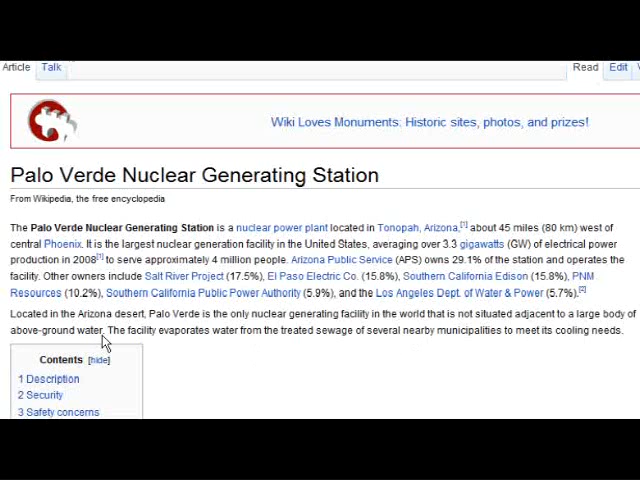 Article Talk Read Edit
Wiki Loves Monuments: Historic sites, photos, and prizes!
Palo Verde Nuclear Generating Station
From Wikipedia, the free encyclopedia
The Palo Verde Nuclear Generating Station is a nuclear power plant located in Tonopah, Arizona,[1] about 45 miles (80 km) west of
central Phoenix. It is the largest nuclear generation facility in the United States, averaging over 3.3 gigawatts (GW) of electrical power
production in 2008[1] to serve approximately 4 million people. Arizona Public Service (APS) owns 29.1% of the station and operates the
facility. Other owners include Salt River Project (17.5%), El Paso Electric Co. (15.8%), Southern California Edison (15.8%), PNM
Resources (10.2%), Southern California Public Power Authority (5.9%), and the Los Angeles Dept. of Water & Power (5.7%).[2]
Located in the Arizona desert, Palo Verde is the only nuclear generating facility in the world that is not situated adjacent to a large body of
above-ground water. The facility evaporates water from the treated sewage of several nearby municipalities to meet its cooling needs.
Contents [hide]
1 Description
2 Security
3 Safety concerns